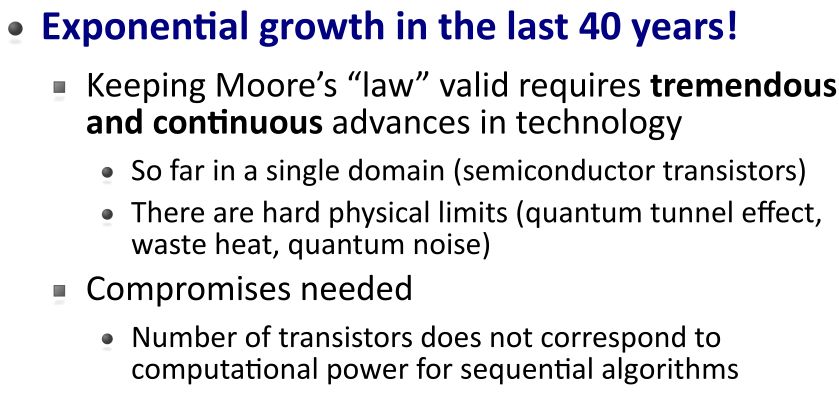 Exponential growth in the last 40 years!
Keeping Moore’s “law” valid requires tremendous
and continuous advances in technology
So far in a single domain (semiconductor transistors)
There are hard physical limits (quantum tunnel effect,
waste heat, quantum noise)
Compromises needed
Number of transistors does not correspond to
computational power for sequential algorithms